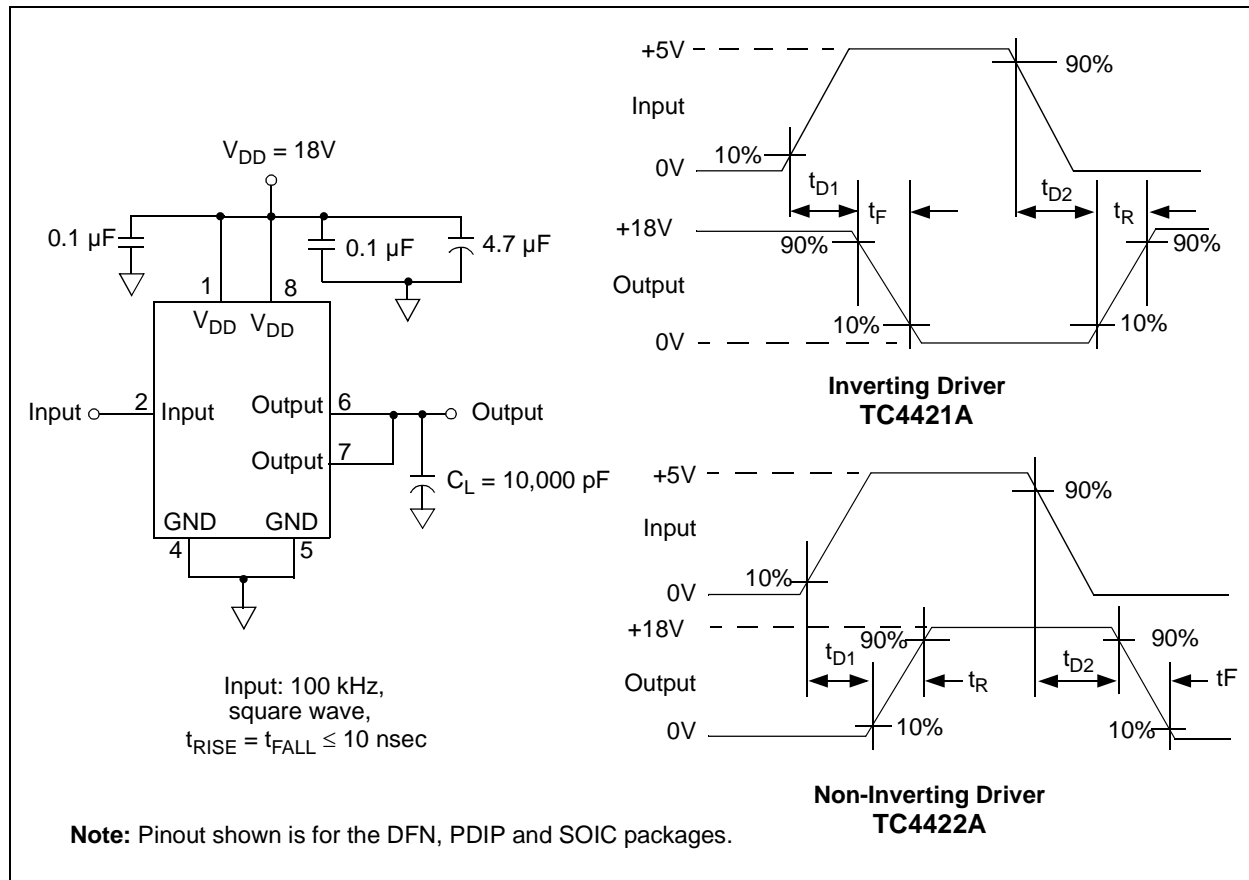 V_DD = 18V
0.1 µF
0.1 µF
4.7 µF
1
8
V_DD
V_DD
Input
2
Input
Output
6
Output
Output
7
C_L = 10,000 pF
GND
GND
4
5
Input: 100 kHz,
square wave,
t_RISE = t_FALL ≤ 10 nsec
Note: Pinout shown is for the DFN, PDIP and SOIC packages.
+5V
90%
Input
10%
0V
t_D1
t_D2
t_F
t_R
+18V
90%
90%
Output
10%
10%
0V
Inverting Driver
TC4421A
+5V
90%
Input
10%
0V
+18V
90%
90%
t_D1
t_D2
Output
t_R
tF
0V
10%
10%
Non-Inverting Driver
TC4422A